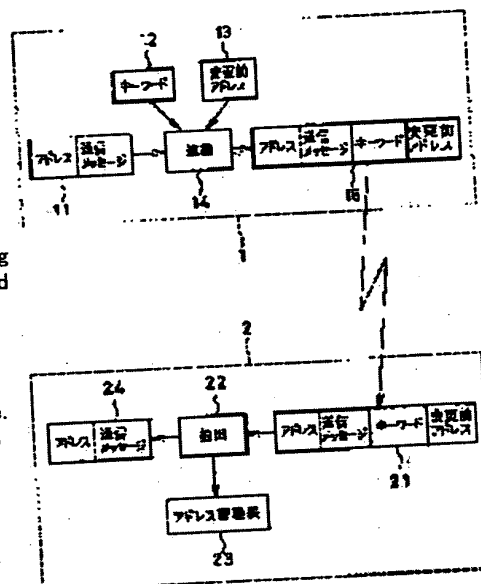 13
キーワード
変更前
アドレス
アドレス
送信
メッセージ
アドレス
送信
メッセージ
キーワード
変更前
アドレス
11
14
15
1
2
24
22
アドレス
送信
メッセージ
抽出
アドレス
送信
メッセージ
キーワード
変更前
アドレス
21
アドレス管理表
23